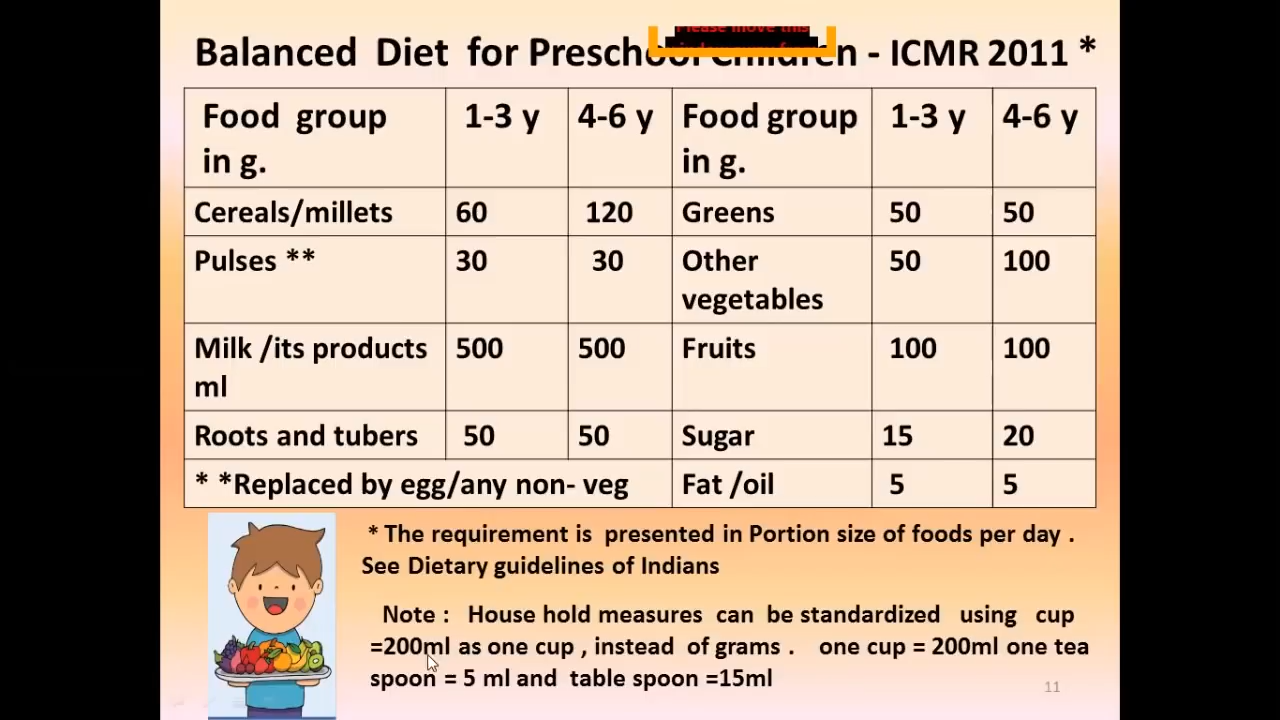 Please move this
Balanced Diet for Preschool Children - ICMR 2011 *
Food group in g. 1-3 y 4-6 y Food group in g. 1-3 y 4-6 y
Cereals/millets 60 120 Greens 50 50
Pulses ** 30 30 Other vegetables 50 100
Milk /its products ml 500 500 Fruits 100 100
Roots and tubers 50 50 Sugar 15 20
* *Replaced by egg/any non- veg Fat /oil 5 5
* The requirement is presented in Portion size of foods per day .
See Dietary guidelines of Indians
Note : House hold measures can be standardized using cup
=200ml as one cup , instead of grams . one cup = 200ml one tea
spoon = 5 ml and table spoon =15ml
11